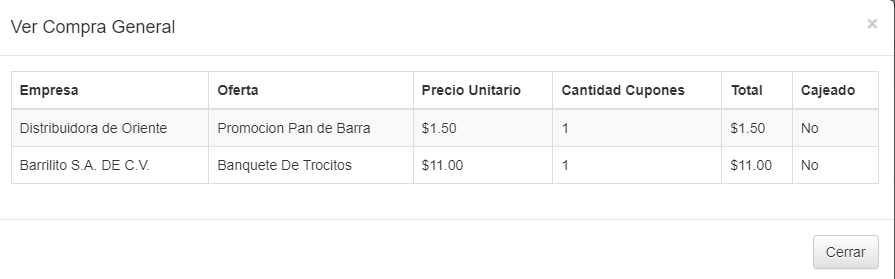 Ver Compra General ×
Empresa Oferta Precio Unitario Cantidad Cupones Total Cajeado
Distribuidora de Oriente Promocion Pan de Barra $1.50 1 $1.50 No
Barrilito S.A. DE C.V. Banquete De Trocitos $11.00 1 $11.00 No
Cerrar